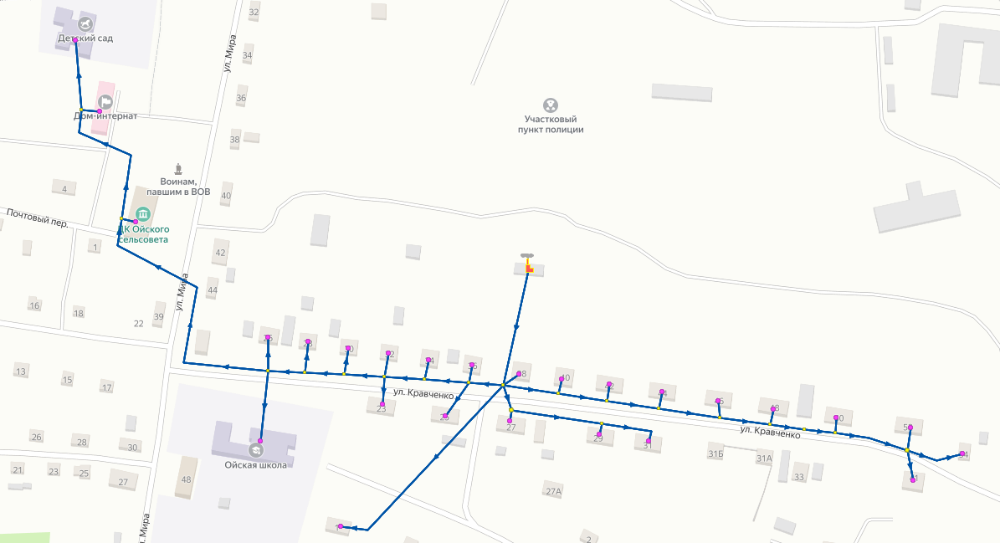 32
Детский сад
ул. Мира
34
36
Дом-интернат
Участковый
пункт полиции
38
Воинам,
павшим в ВОВ
4
40
Почтовый пер.
ДК Ойского
сельсовета
1
42
ул. Мира
44
16
18
22
39
13
15
17
ул. Кравченко
23
27
29
31
ул. Кравченко
31Б
31А
33
26
28
30
Ойская школа
21
23
25
27
48
27А
2
ул. Мира